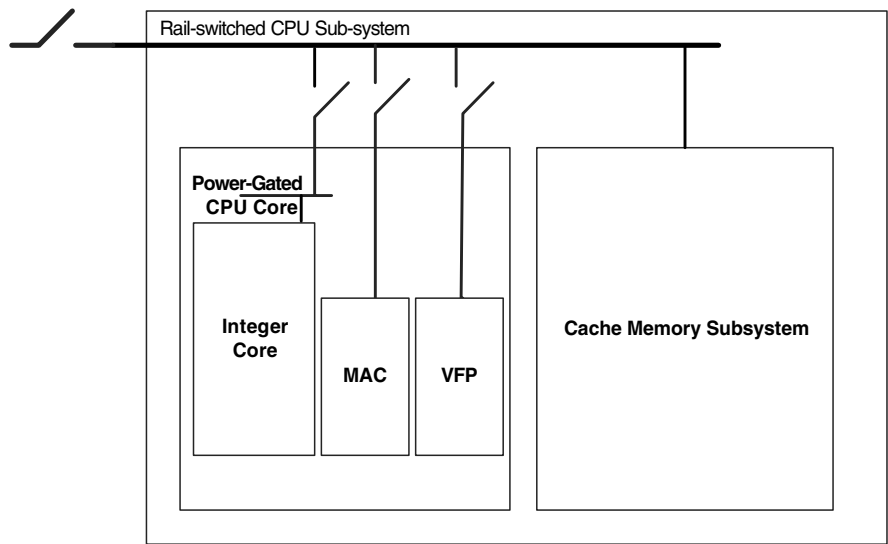 Rail-switched CPU Sub-system
Power-Gated
CPU Core
Integer
Core
MAC
VFP
Cache Memory Subsystem